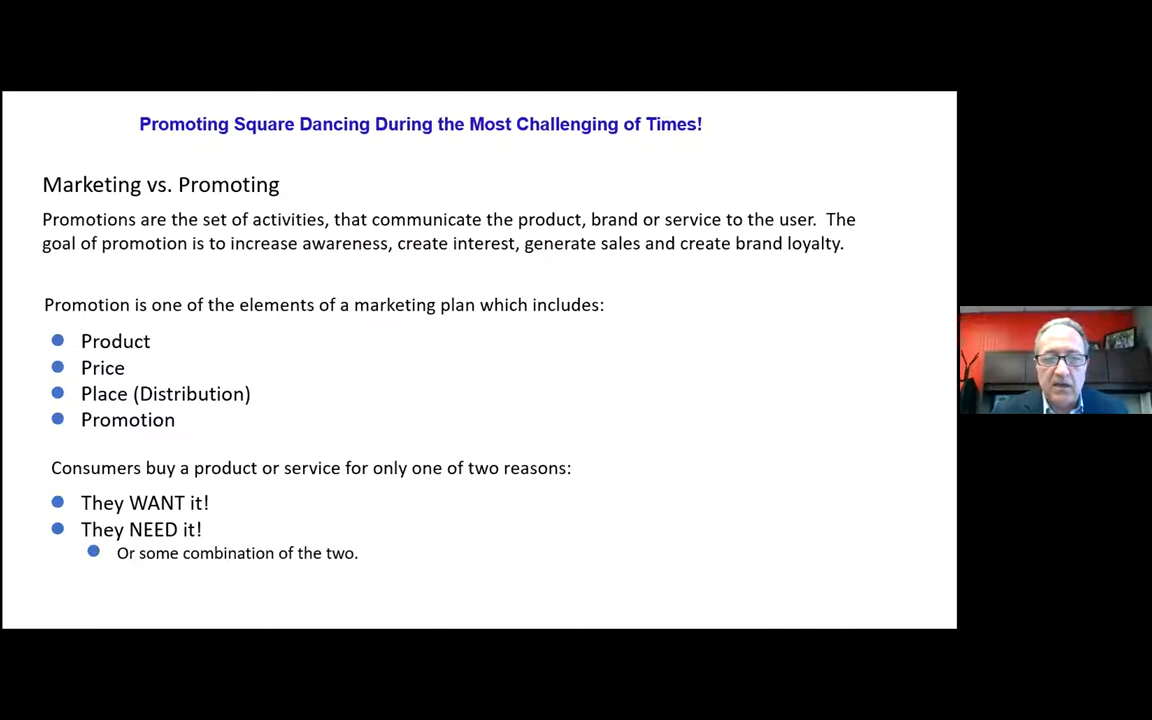 Promoting Square Dancing During the Most Challenging of Times!
Marketing vs. Promoting
Promotions are the set of activities, that communicate the product, brand or service to the user.  The
goal of promotion is to increase awareness, create interest, generate sales and create brand loyalty.
Promotion is one of the elements of a marketing plan which includes:
Product
Price
Place (Distribution)
Promotion
Consumers buy a product or service for only one of two reasons:
They WANT it!
They NEED it!
Or some combination of the two.